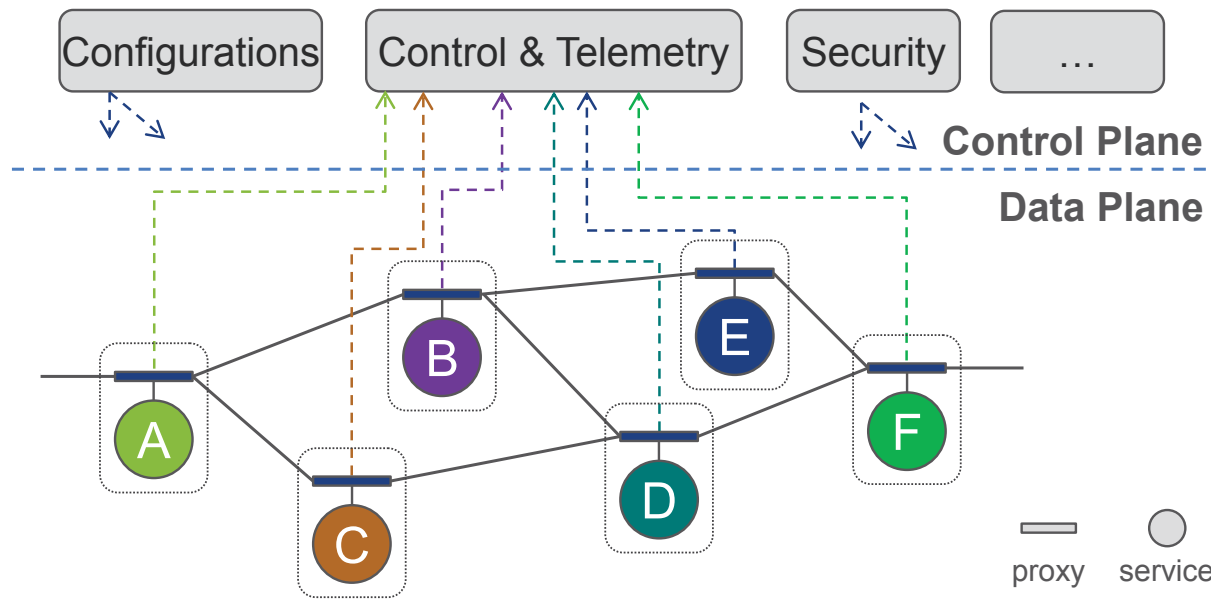 Configurations
Control & Telemetry
Security
...
Control Plane
Data Plane
E
B
F
A
D
C
proxy
service